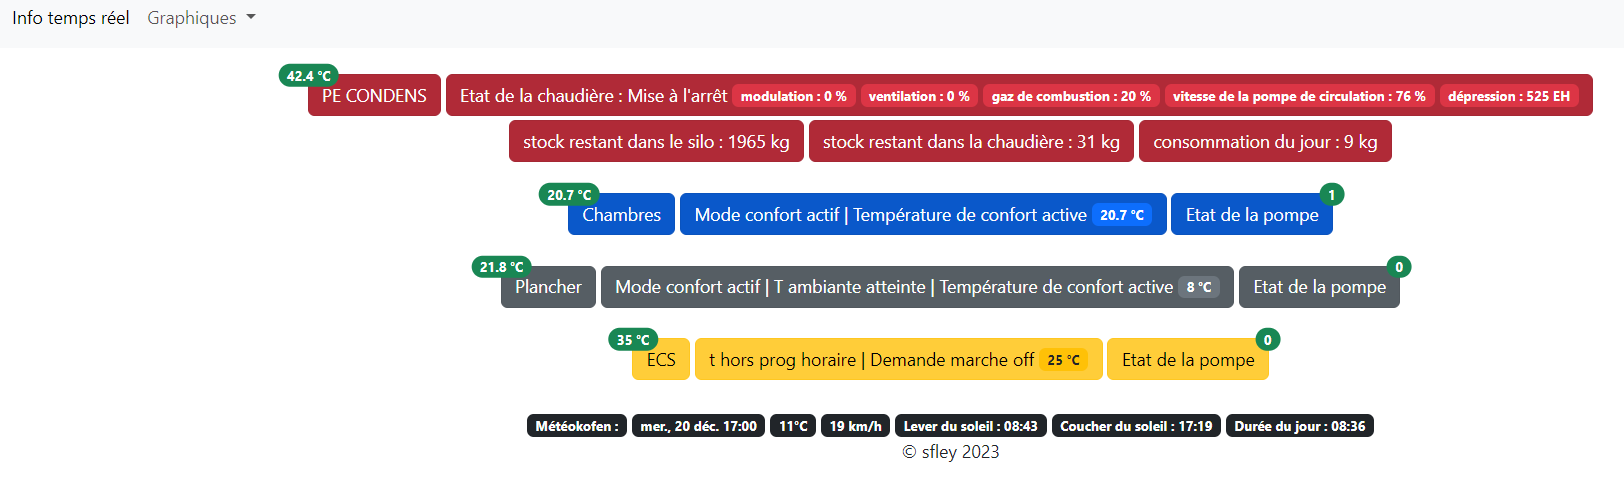 Info temps réel Graphiques
42.4 °C
PE CONDENS Etat de la chaudière : Mise à l'arrêt modulation : 0 % ventilation : 0 % gaz de combustion : 20 % vitesse de la pompe de circulation : 76 % dépression : 525 EH
stock restant dans le silo : 1965 kg stock restant dans la chaudière : 31 kg consommation du jour : 9 kg
20.7 °C 1
Chambres Mode confort actif | Température de confort active 20.7 °C Etat de la pompe
21.8 °C 0
Plancher Mode confort actif | T ambiante atteinte | Température de confort active 8 °C Etat de la pompe
35 °C 0
ECS t hors prog horaire | Demande marche off 25 °C Etat de la pompe
Météokofen : mer., 20 déc. 17:00 11°C 19 km/h Lever du soleil : 08:43 Coucher du soleil : 17:19 Durée du jour : 08:36
© sfley 2023